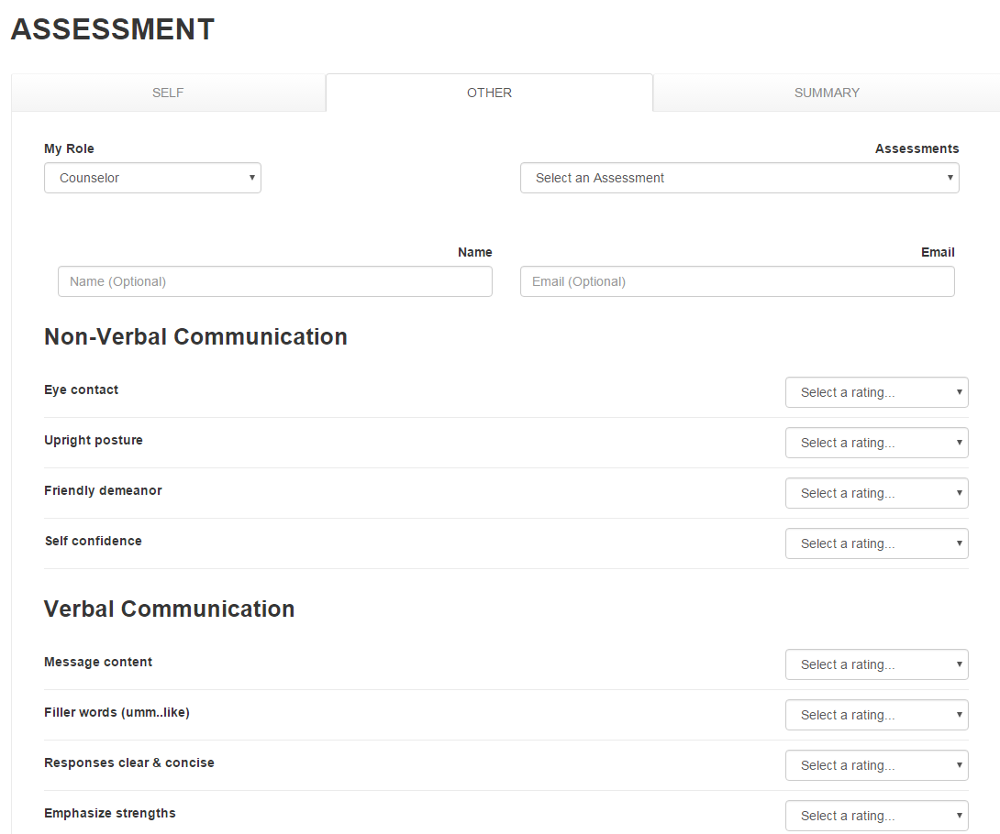 ASSESSMENT
SELF OTHER SUMMARY
My Role Assessments
Counselor Select an Assessment
Name Email
Name (Optional) Email (Optional)
Non-Verbal Communication
Eye contact Select a rating...
Upright posture Select a rating...
Friendly demeanor Select a rating...
Self confidence Select a rating...
Verbal Communication
Message content Select a rating...
Filler words (umm..like) Select a rating...
Responses clear & concise Select a rating...
Emphasize strengths Select a rating...